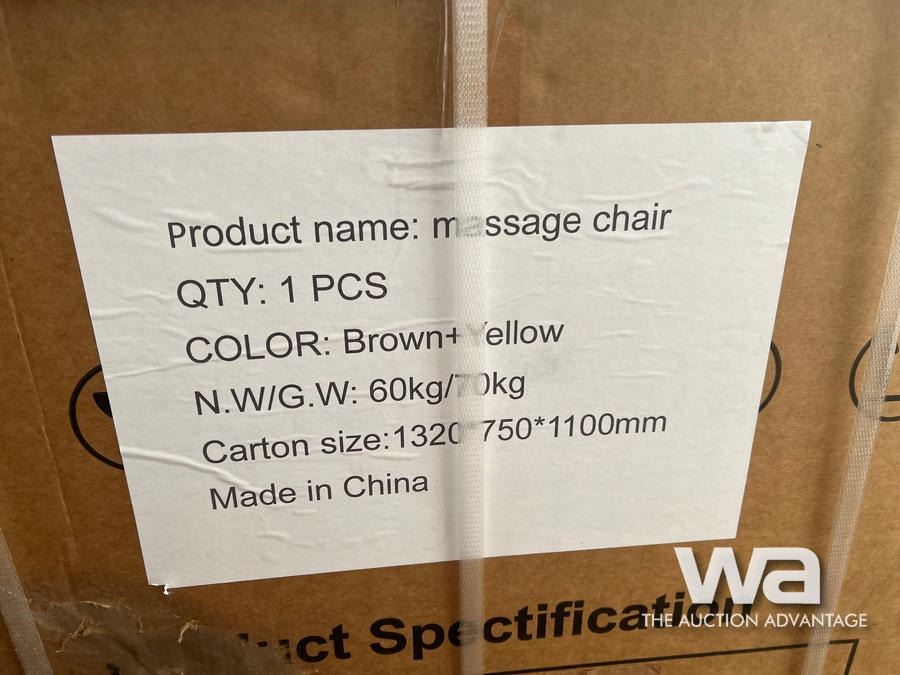 Product name: massage chair
QTY: 1 PCS
COLOR: Brown+Yellow
N.W/G.W: 60kg/70kg
Carton size:1320*750*1100mm
Made in China
wa
THE AUCTION ADVANTAGE
uct Spectification